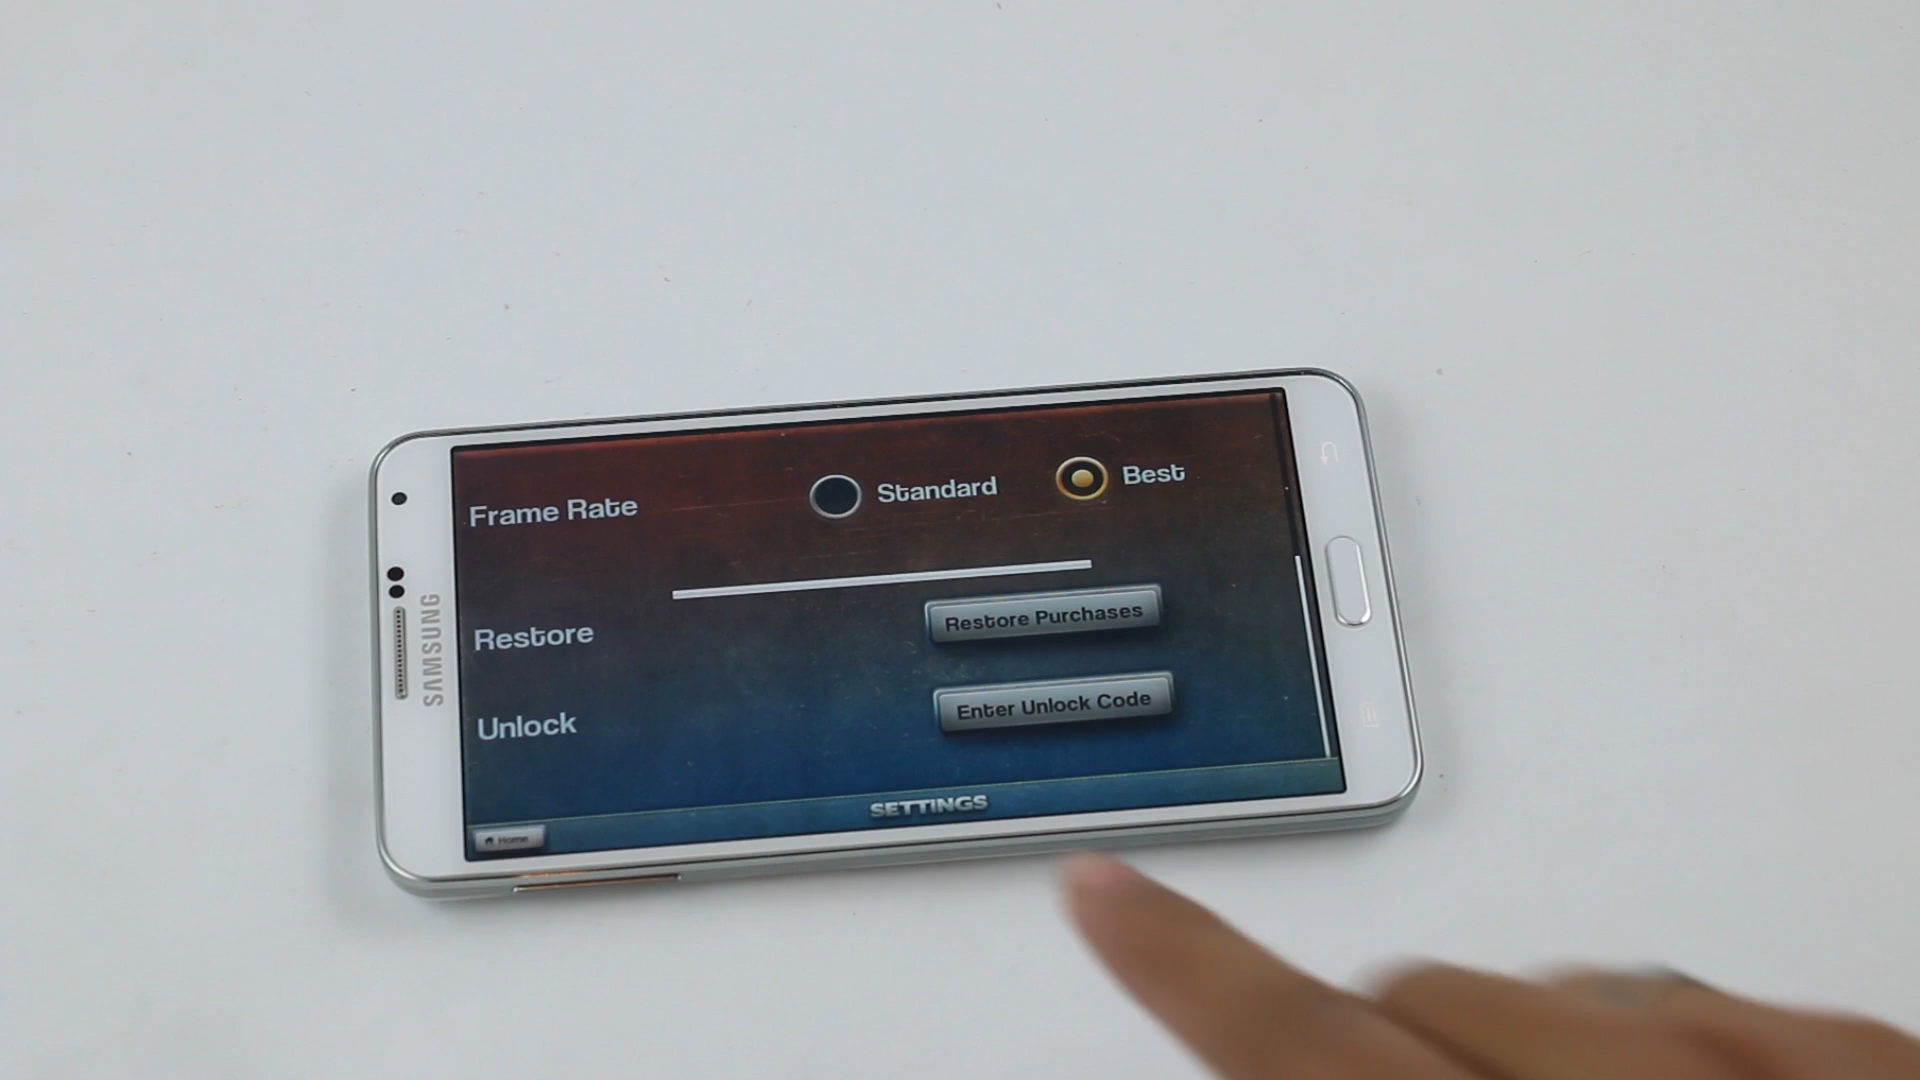 SAMSUNG
Frame Rate
Standard
Best
Restore
Restore Purchases
Unlock
Enter Unlock Code
SETTINGS
Home